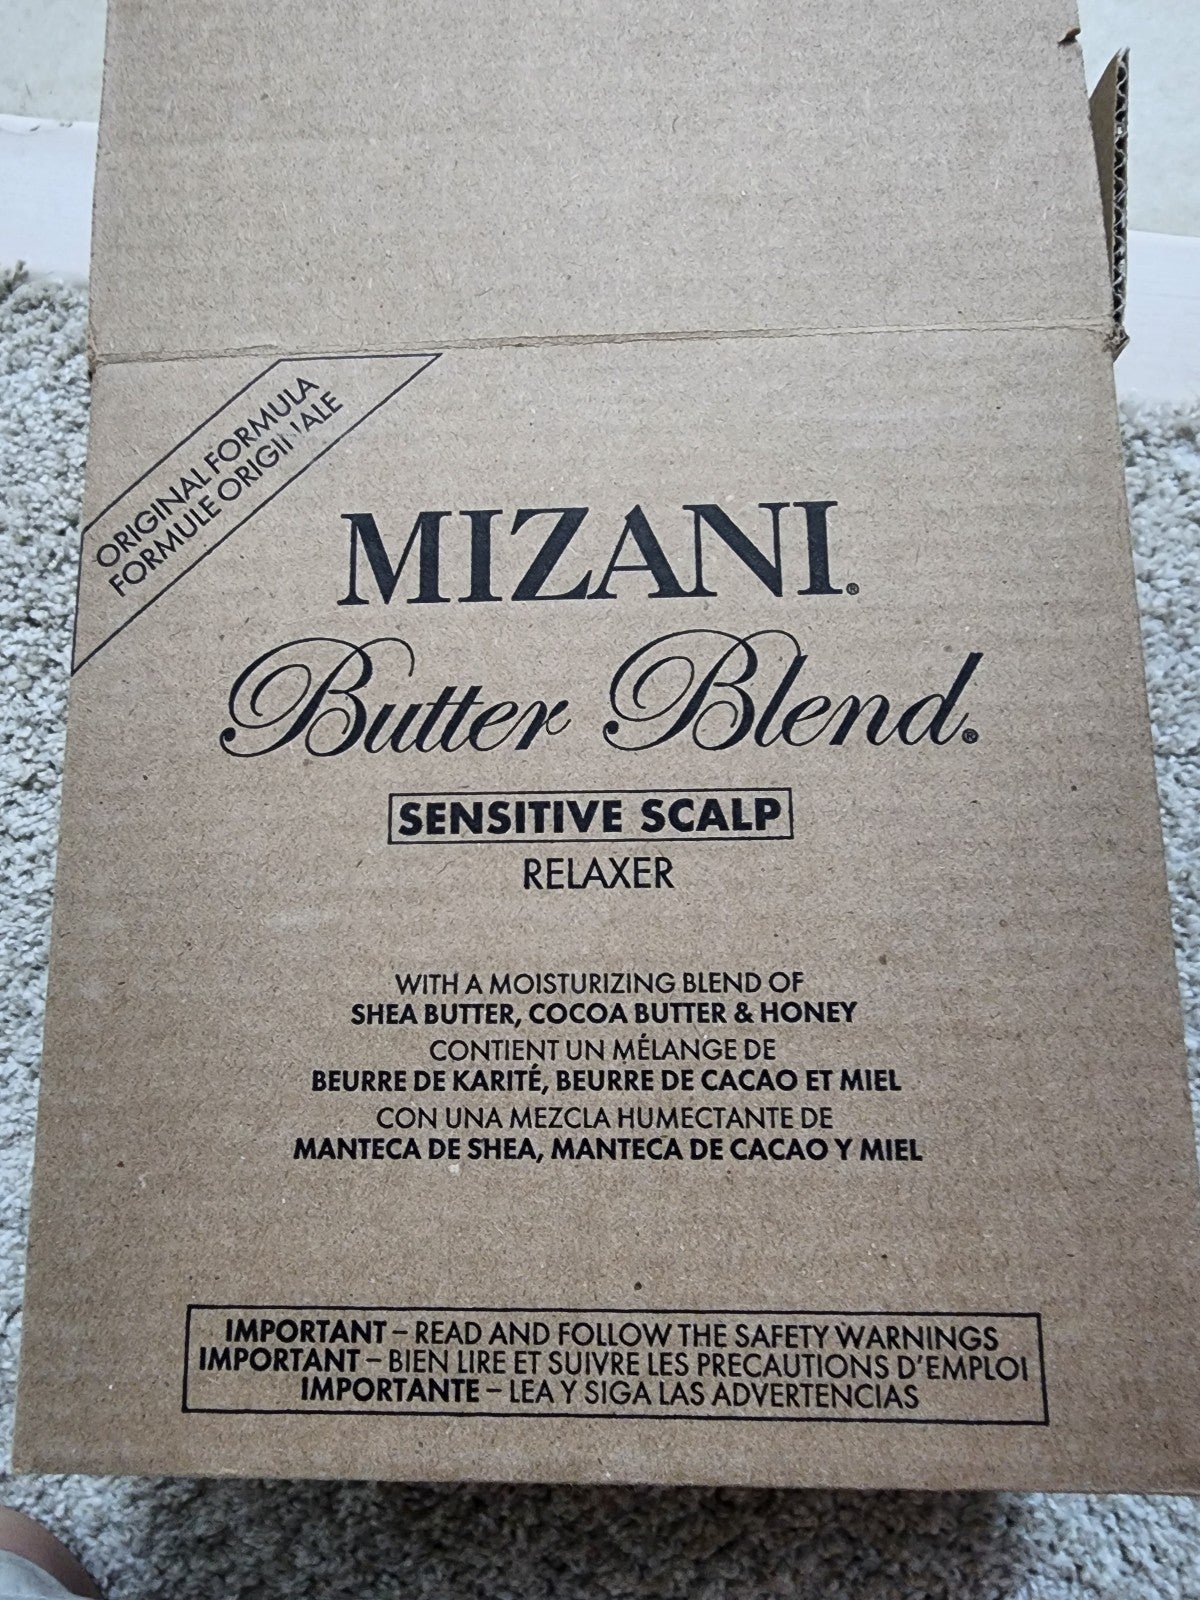 ORIGINAL FORMULA
FORMULE ORIGINALE
MIZANI®
Butter Blend®
SENSITIVE SCALP
RELAXER
WITH A MOISTURIZING BLEND OF
SHEA BUTTER, COCOA BUTTER & HONEY
CONTIENT UN MÉLANGE DE
BEURRE DE KARITÉ, BEURRE DE CACAO ET MIEL
CON UNA MEZCLA HUMECTANTE DE
MANTECA DE SHEA, MANTECA DE CACAO Y MIEL
IMPORTANT – READ AND FOLLOW THE SAFETY WARNINGS
IMPORTANT – BIEN LIRE ET SUIVRE LES PRECAUTIONS D'EMPLOI
IMPORTANTE – LEA Y SIGA LAS ADVERTENCIAS